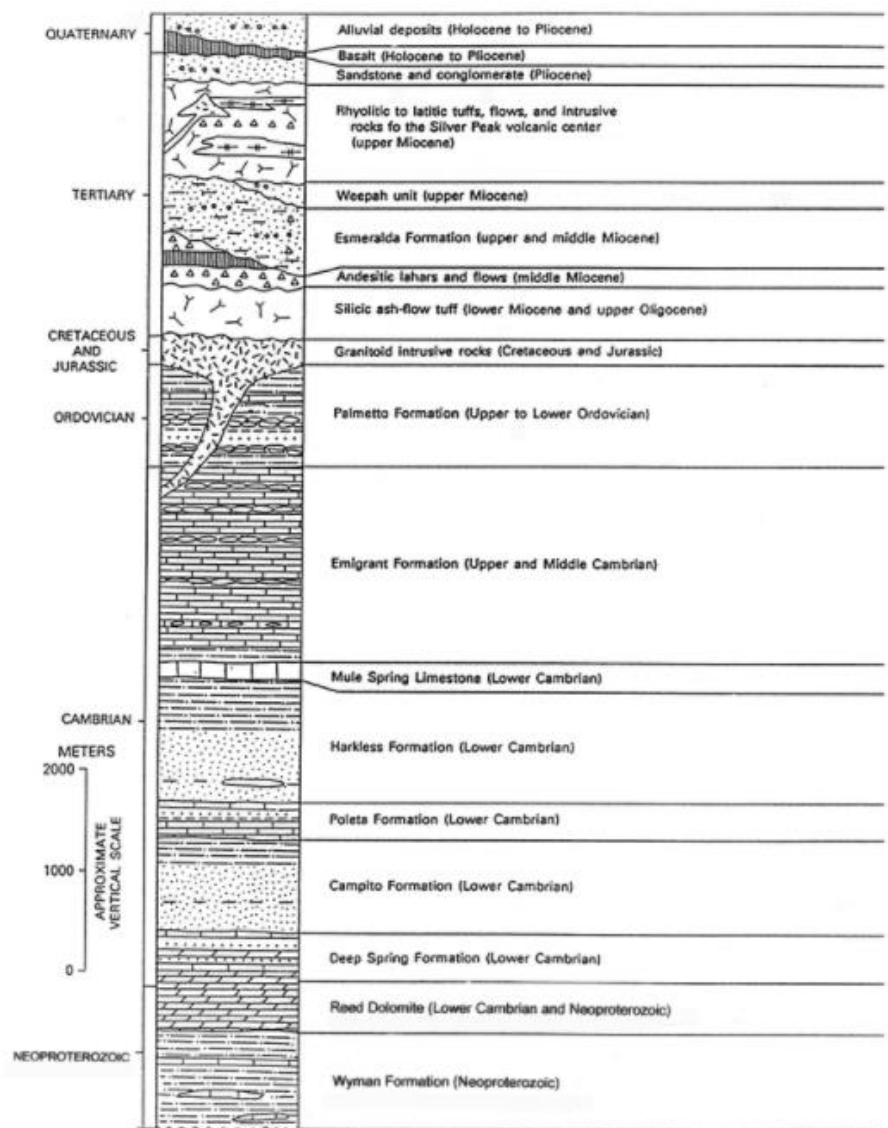 QUATERNARY
Alluvial deposits (Holocene to Pliocene)
Basalt (Holocene to Pliocene)
Sandstone and conglomerate (Pliocene)
Rhyolitic to latitic tuffs, flows, and intrusive
rocks fo the Silver Peak volcanic center
(upper Miocene)
TERTIARY
Weepah unit (upper Miocene)
Esmeralda Formation (upper and middle Miocene)
Andesitic lahars and flows (middle Miocene)
Silicic ash-flow tuff (lower Miocene and upper Oligocene)
CRETACEOUS
AND
JURASSIC
Granitoid intrusive rocks (Cretaceous and Jurassic)
ORDOVICIAN
Palmetto Formation (Upper to Lower Ordovician)
Emigrant Formation (Upper and Middle Cambrian)
Mule Spring Limestone (Lower Cambrian)
CAMBRIAN
Harkless Formation (Lower Cambrian)
METERS
2000
1000
0
APPROXIMATE
VERTICAL SCALE
Poleta Formation (Lower Cambrian)
Campito Formation (Lower Cambrian)
Deep Spring Formation (Lower Cambrian)
Reed Dolomite (Lower Cambrian and Neoproterozoic)
NEOPROTEROZOIC
Wyman Formation (Neoproterozoic)